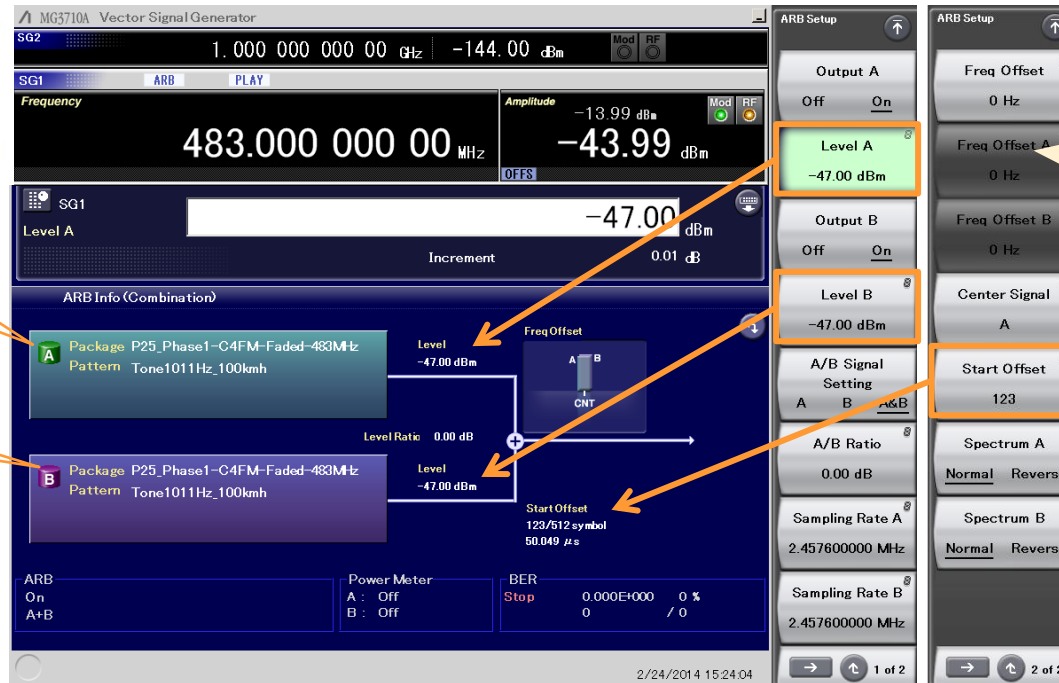 MG3710A Vector Signal Generator
SG2
1. 000 000 000 00 GHz -144. 00 dBm
Mod RF
SG1 ARB PLAY
Frequency
483.000 000 00 MHz
Amplitude
-13.99 dBm
Mod RF
-43.99 dBm
OFFS
SG1
Level A
-47.00 dBm
Increment 0.01 dB
ARB Info (Combination)
A
Package P25_Phase1-C4FM-Faded-483MHz
Pattern Tone1011Hz_100kmh
Level
-47.00 dBm
Freq Offset
A B
CNT
Level Ratio 0.00 dB
B
Package P25_Phase1-C4FM-Faded-483MHz
Pattern Tone1011Hz_100kmh
Level
-47.00 dBm
Start Offset
123/512 symbol
50.049 μs
ARB
On
A+B
Power Meter
A : Off
B : Off
BER
Stop 0.000E+000 0 %
0 / 0
2/24/2014 15:24:04
ARB Setup
Output A
Off On
Level A
-47.00 dBm
Output B
Off On
Level B
-47.00 dBm
A/B Signal
Setting
A B A&B
A/B Ratio
0.00 dB
Sampling Rate A
2.457600000 MHz
Sampling Rate B
2.457600000 MHz
1 of 2
ARB Setup
Freq Offset
0 Hz
Freq Offset A
0 Hz
Freq Offset B
0 Hz
Center Signal
A
Start Offset
123
Spectrum A
Normal Revers
Spectrum B
Normal Revers
2 of 2